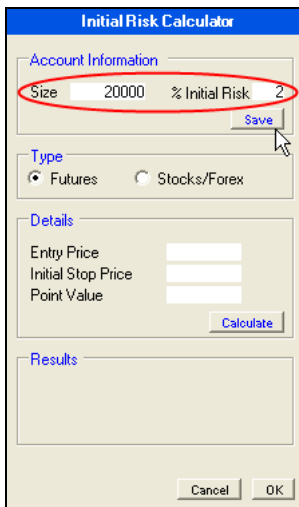 Initial Risk Calculator
Account Information
Size 20000 % Initial Risk 2
Save
Type
Futures Stocks/Forex
Details
Entry Price
Initial Stop Price
Point Value
Calculate
Results
Cancel OK